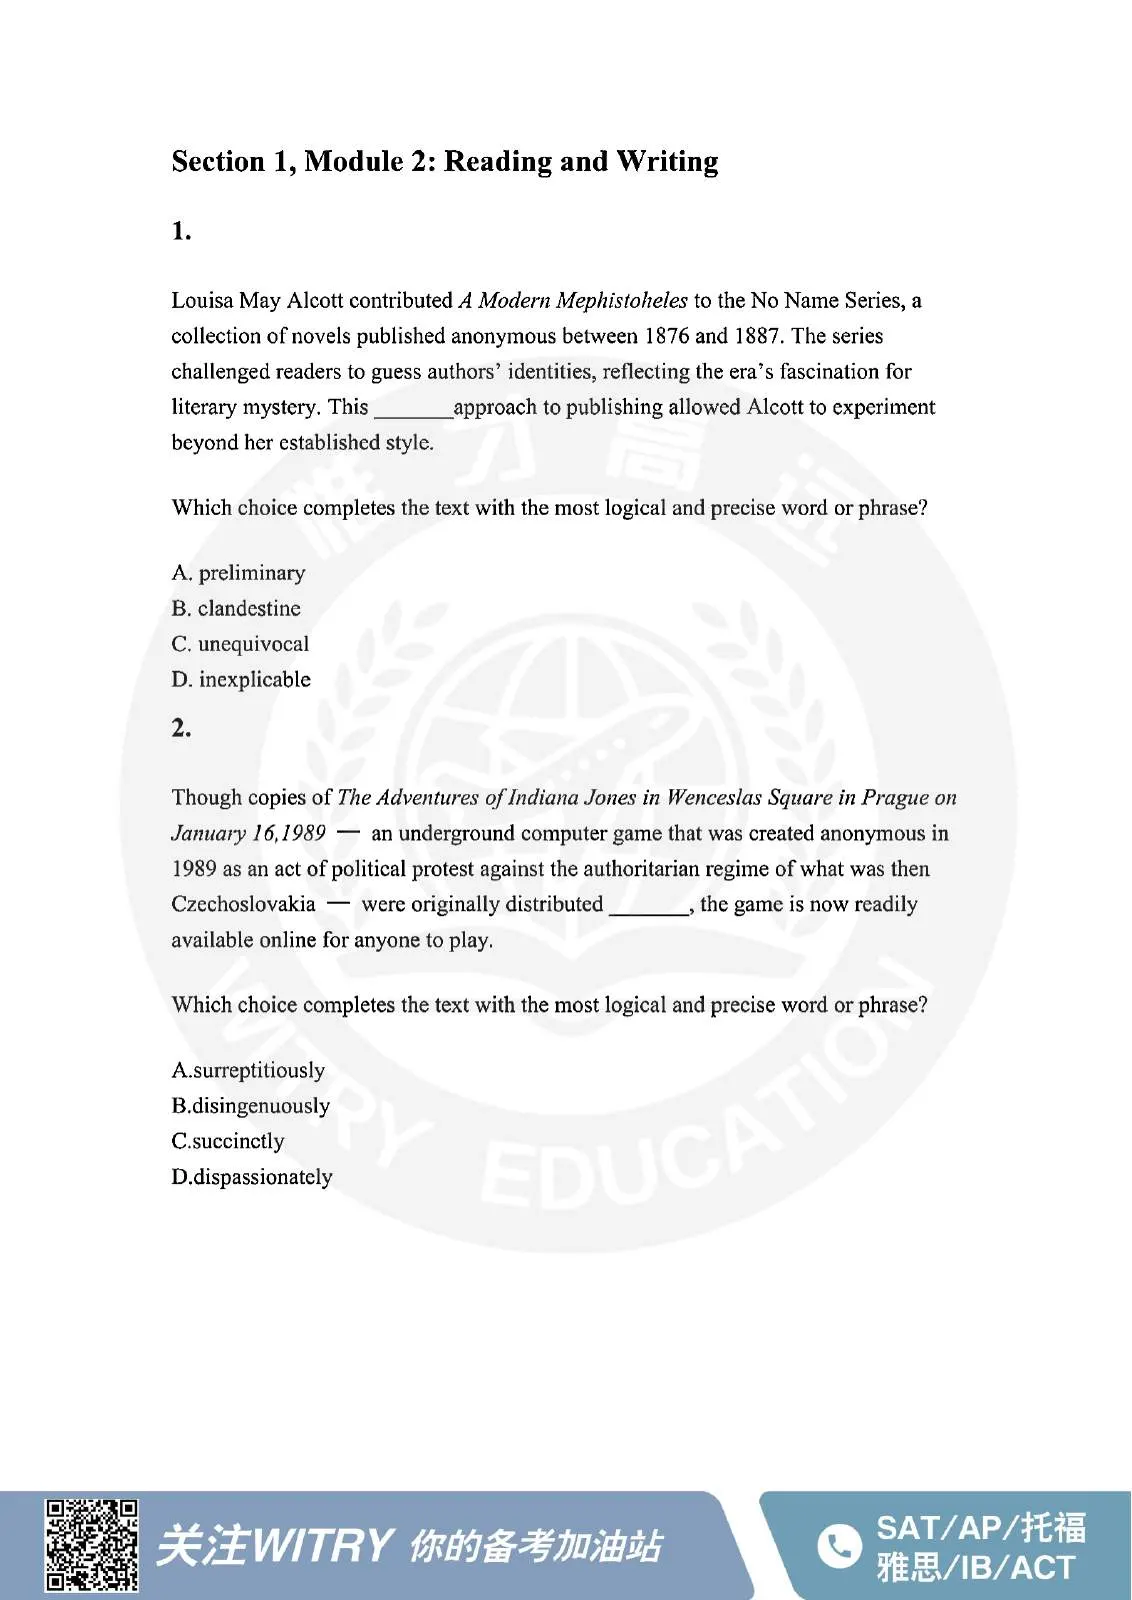 Section 1, Module 2: Reading and Writing
1.
Louisa May Alcott contributed A Modern Mephistoheles to the No Name Series, a
collection of novels published anonymous between 1876 and 1887. The series
challenged readers to guess authors' identities, reflecting the era's fascination for
literary mystery. This _______approach to publishing allowed Alcott to experiment
beyond her established style.
Which choice completes the text with the most logical and precise word or phrase?
A. preliminary
B. clandestine
C. unequivocal
D. inexplicable
2.
Though copies of The Adventures of Indiana Jones in Wenceslas Square in Prague on
January 16,1989 — an underground computer game that was created anonymous in
1989 as an act of political protest against the authoritarian regime of what was then
Czechoslovakia — were originally distributed _______, the game is now readily
available online for anyone to play.
Which choice completes the text with the most logical and precise word or phrase?
A.surreptitiously
B.disingenuously
C.succinctly
D.dispassionately
雅力高远
WITRY EDUCATION
关注WITRY 你的备考加油站
SAT/AP/托福
雅思/IB/ACT